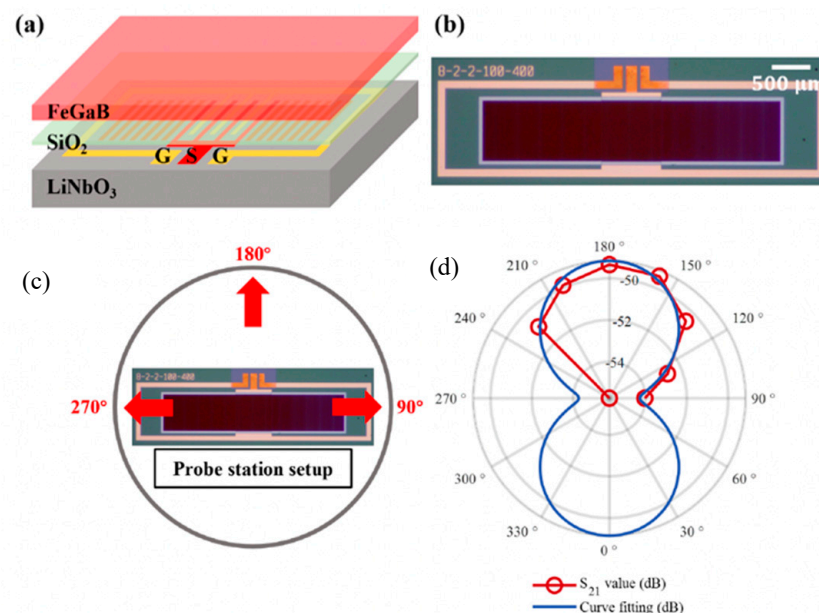 (a)
FeGaB
SiO₂
G S G
LiNbO₃
(b)
8-2-2-100-400
500 μm
(c)
180°
270°
90°
8-2-2-100-400
Probe station setup
(d)
180 °
210 °
150 °
-50
240 °
120 °
-52
-54
270 °
90 °
300 °
60 °
330 °
30 °
0 °
S₂₁ value (dB)
Curve fitting (dB)